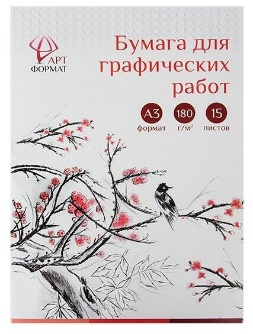 АРТ
ФОРМАТ
Бумага для
графических
работ
А3
формат
180
г/м²
15
листов